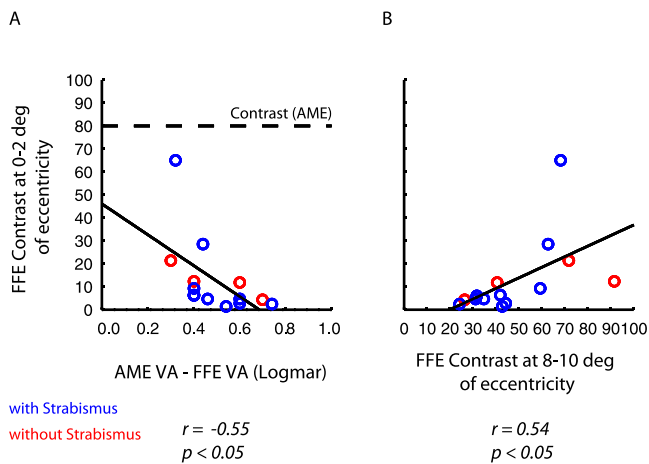 A
B
FFE Contrast at 0-2 deg
of eccentricity
100
90
80
70
60
50
40
30
20
10
0
Contrast (AME)
0.0 0.2 0.4 0.6 0.8 1.0
0 10 20 30 40 50 60 70 80 90 100
AME VA - FFE VA (Logmar)
FFE Contrast at 8-10 deg
of eccentricity
with Strabismus
without Strabismus
r = -0.55
p < 0.05
r = 0.54
p < 0.05